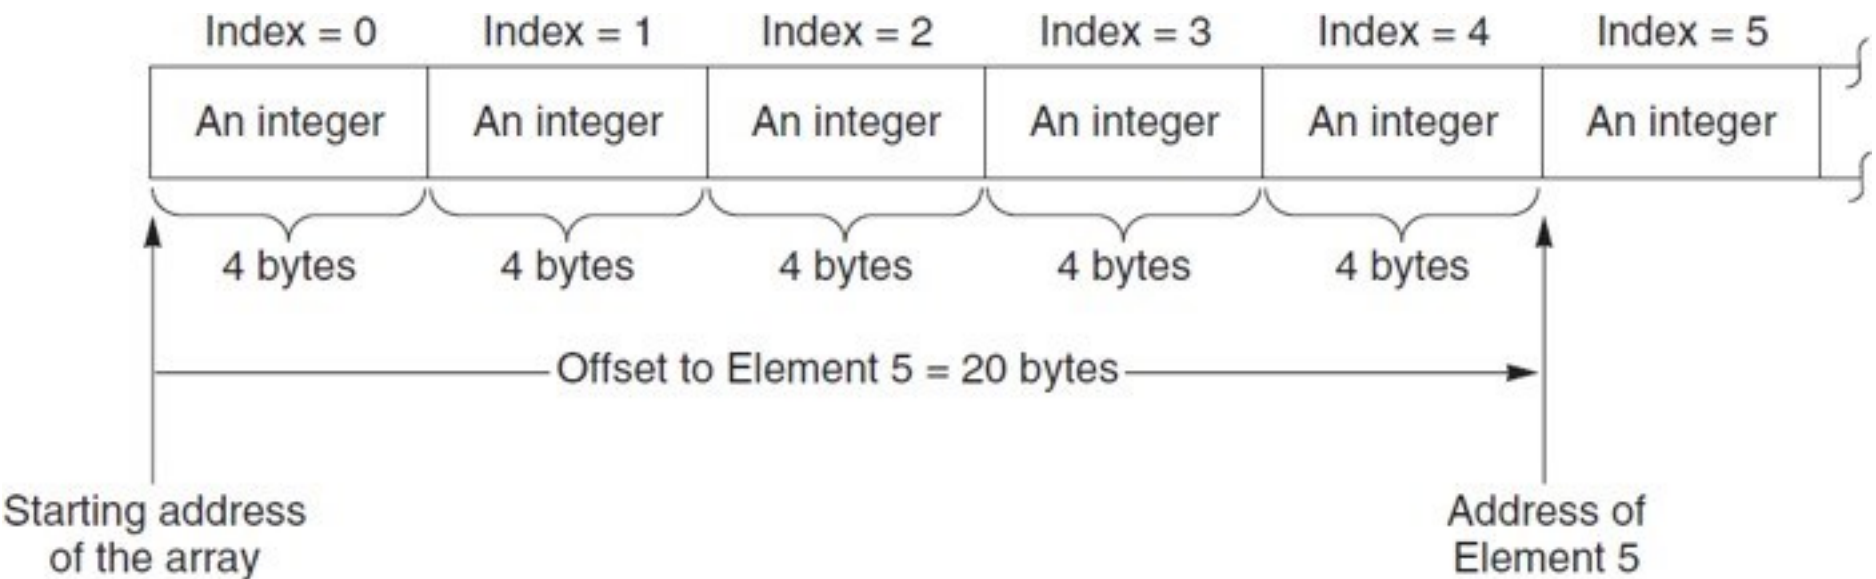 Index = 0 Index = 1 Index = 2 Index = 3 Index = 4 Index = 5
An integer An integer An integer An integer An integer An integer
4 bytes 4 bytes 4 bytes 4 bytes 4 bytes
Offset to Element 5 = 20 bytes
Starting address
of the array
Address of
Element 5